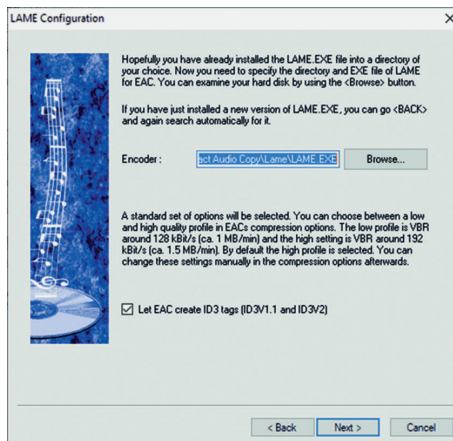 LAME Configuration
Hopefully you have already installed the LAME.EXE file into a directory of
your choice. Now you need to specify the directory and EXE file of LAME
for EAC. You can examine your hard disk by using the <Browse> button.
If you have just installed a new version of LAME.EXE, you can go <BACK>
and again search automatically for it.
Encoder : act Audio Copy\Lame\LAME.EXE Browse...
A standard set of options will be selected. You can choose between a low
and high quality profile in EACs compression options. The low profile is VBR
around 128 kBit/s (ca. 1 MB/min) and the high setting is VBR around 192
kBit/s (ca. 1.5 MB/min). By default the high profile is selected. You can
change these settings manually in the compression options afterwards.
Let EAC create ID3 tags (ID3V1.1 and ID3V2)
< Back Next > Cancel